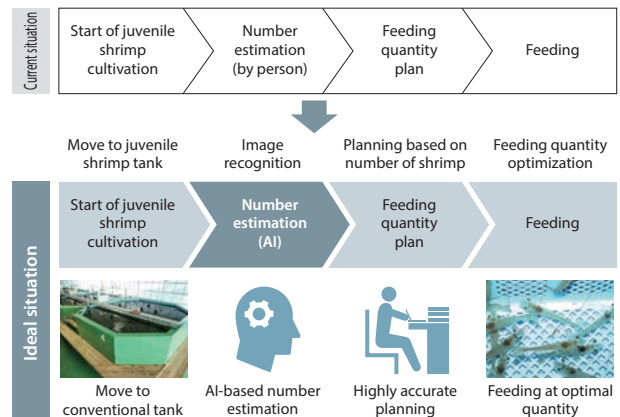 Current situation
Start of juvenile
shrimp
cultivation
Number
estimation
(by person)
Feeding
quantity
plan
Feeding
Move to juvenile
shrimp tank
Image
recognition
Planning based on
number of shrimp
Feeding quantity
optimization
Ideal situation
Start of juvenile
shrimp
cultivation
Number
estimation
(AI)
Feeding
quantity
plan
Feeding
4
Move to
conventional tank
AI-based number
estimation
Highly accurate
planning
Feeding at optimal
quantity